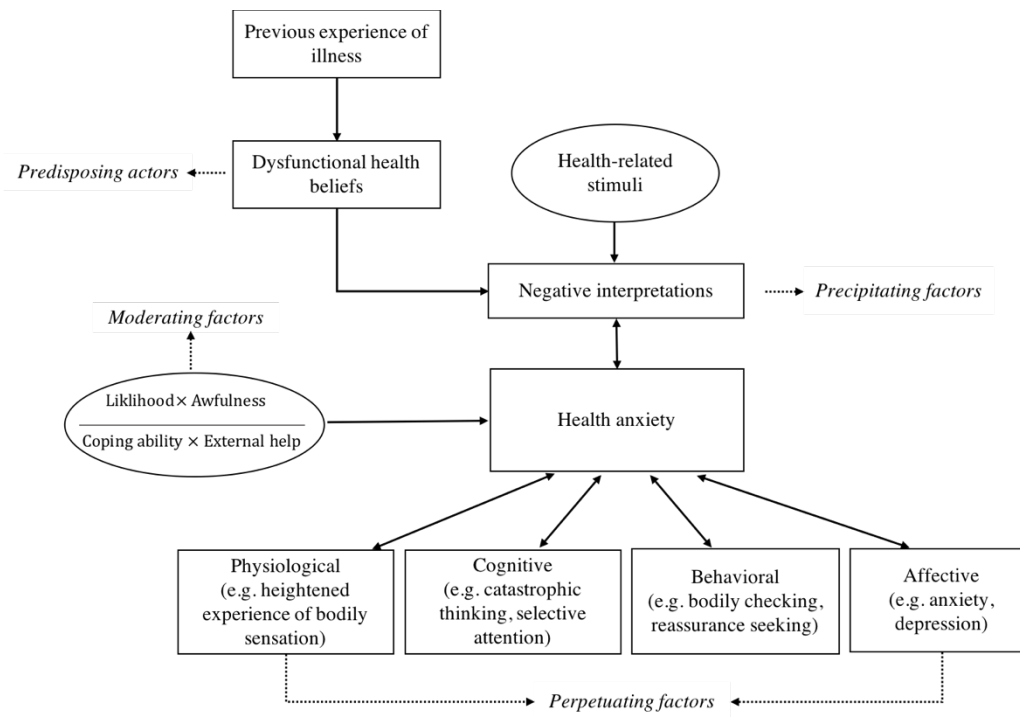 Previous experience of
illness
Dysfunctional health
beliefs
Predisposing actors
Health-related
stimuli
Negative interpretations
Precipitating factors
Moderating factors
Liklihood× Awfulness
Coping ability × External help
Health anxiety
Physiological
(e.g. heightened
experience of bodily
sensation)
Cognitive
(e.g. catastrophic
thinking, selective
attention)
Behavioral
(e.g. bodily checking,
reassurance seeking)
Affective
(e.g. anxiety,
depression)
Perpetuating factors